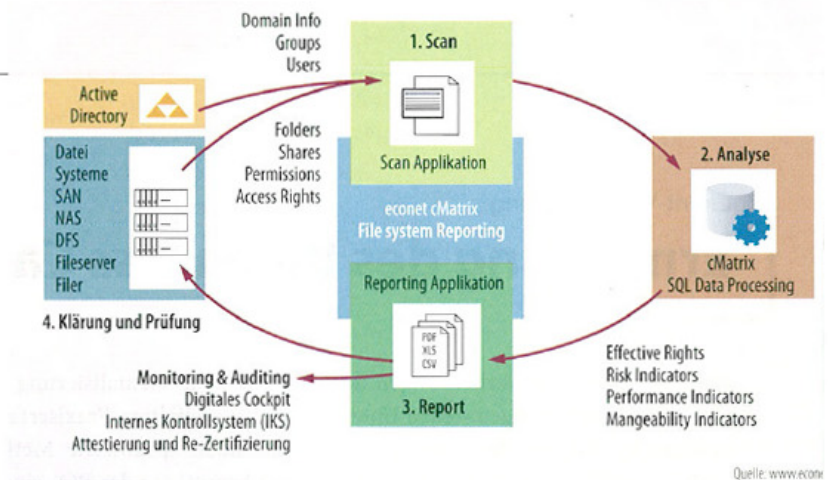 Domain Info
Groups
Users
1. Scan
Scan Applikation
Active
Directory
Folders
Shares
Permissions
Access Rights
Datei
Systeme
SAN
NAS
DFS
Fileserver
Filer
4. Klärung und Prüfung
econet cMatrix
File system Reporting
2. Analyse
cMatrix
SQL Data Processing
Reporting Applikation
PDF
XLS
CSV
3. Report
Effective Rights
Risk Indicators
Performance Indicators
Mangeability Indicators
Monitoring & Auditing
Digitales Cockpit
Internes Kontrollsystem (IKS)
Attestierung und Re-Zertifizierung
Quelle: www.econe